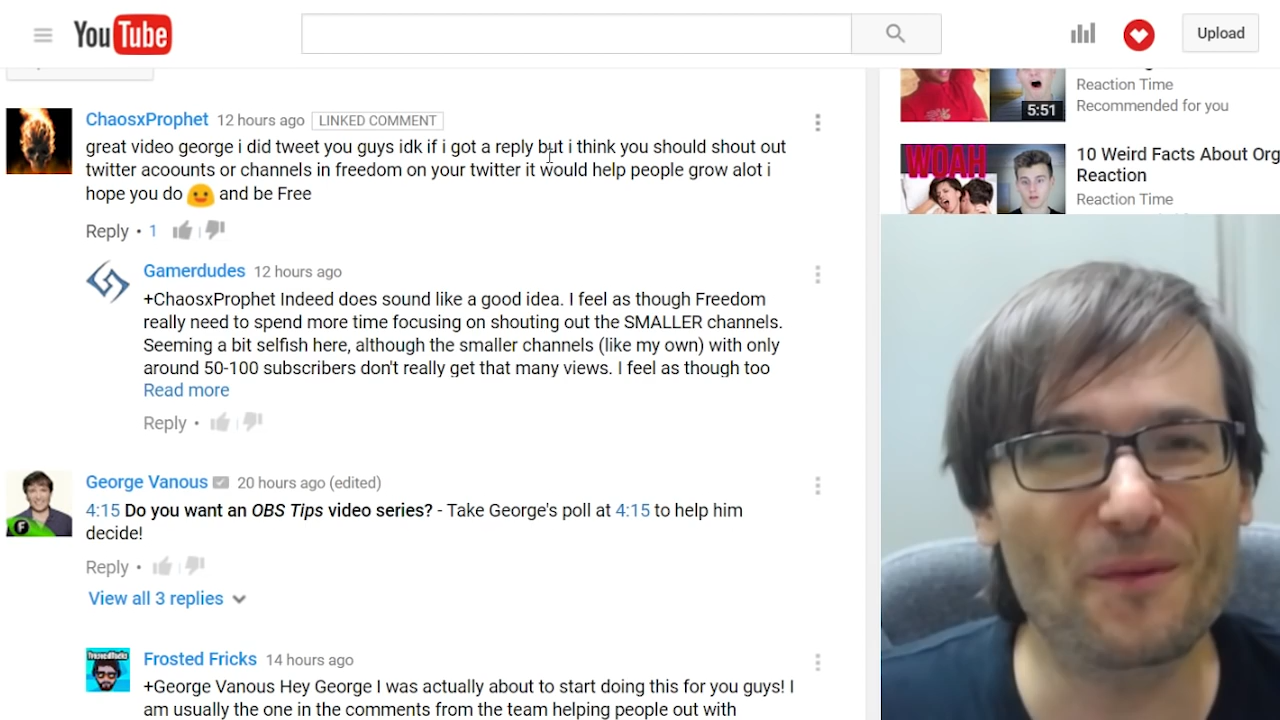 YouTube
Upload
5:51
Reaction Time
Recommended for you
WOAH
10 Weird Facts About Org
Reaction
Reaction Time
ChaosxProphet 12 hours ago LINKED COMMENT
great video george i did tweet you guys idk if i got a reply but i think you should shout out
twitter acoounts or channels in freedom on your twitter it would help people grow alot i
hope you do and be Free
Reply • 1
Gamerdudes 12 hours ago
+ChaosxProphet Indeed does sound like a good idea. I feel as though Freedom
really need to spend more time focusing on shouting out the SMALLER channels.
Seeming a bit selfish here, although the smaller channels (like my own) with only
around 50-100 subscribers don't really get that many views. I feel as though too
Read more
Reply •
George Vanous 20 hours ago (edited)
4:15 Do you want an OBS Tips video series? - Take George's poll at 4:15 to help him
decide!
Reply •
View all 3 replies
Frosted Fricks 14 hours ago
+George Vanous Hey George I was actually about to start doing this for you guys! I
am usually the one in the comments from the team helping people out with